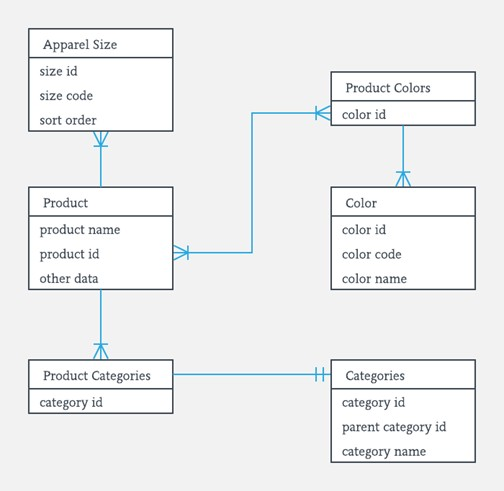 Apparel Size
size id
size code
sort order
Product Colors
color id
Product
product name
product id
other data
Color
color id
color code
color name
Product Categories
category id
Categories
category id
parent category id
category name